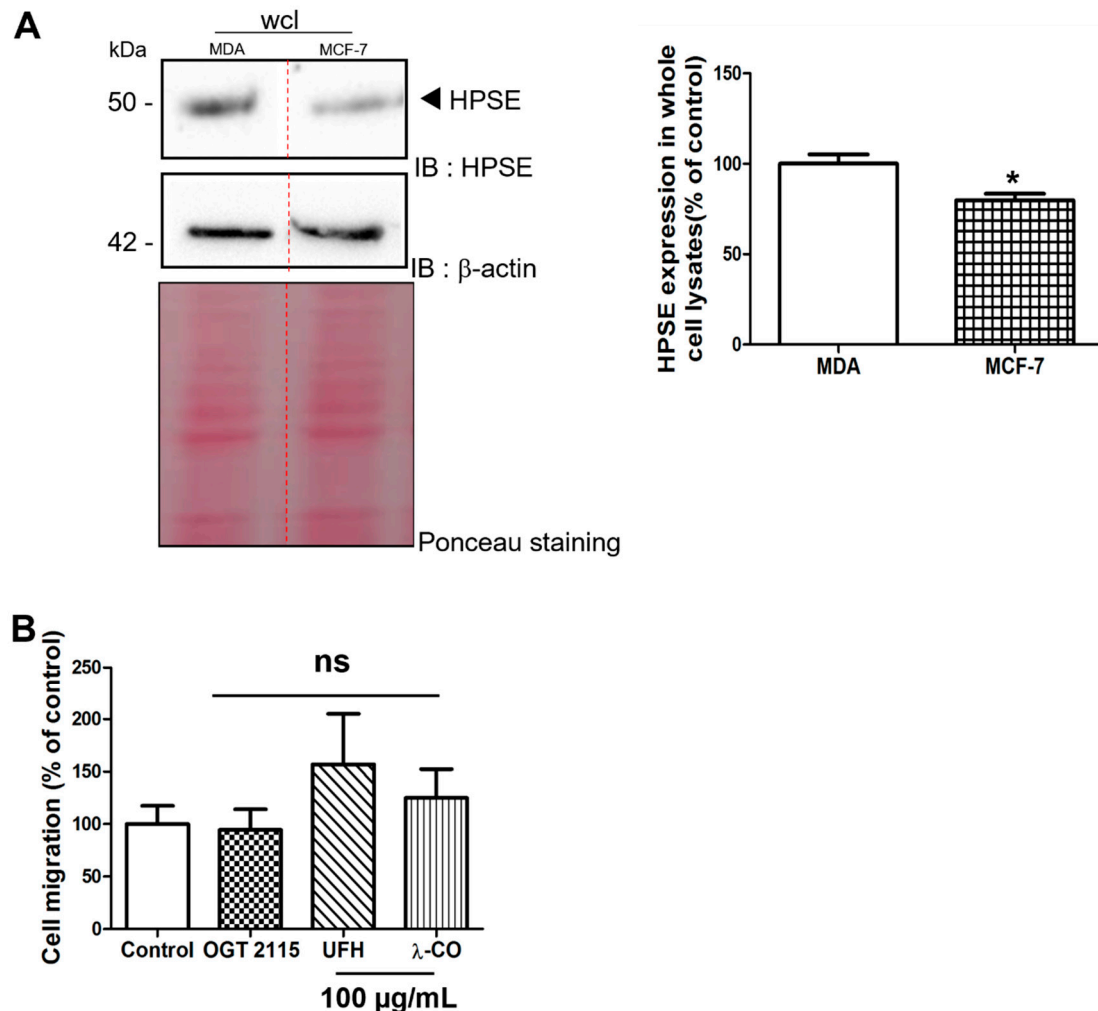 A
wcl
kDa
MDA
MCF-7
50 -
HPSE
IB : HPSE
42 -
IB : β-actin
Ponceau staining
HPSE expression in whole
cell lysates(% of control)
150
100
50
0
*
MDA
MCF-7
B
Cell migration (% of control)
250
200
150
100
50
0
ns
Control
OGT 2115
UFH
λ-CO
100 µg/mL